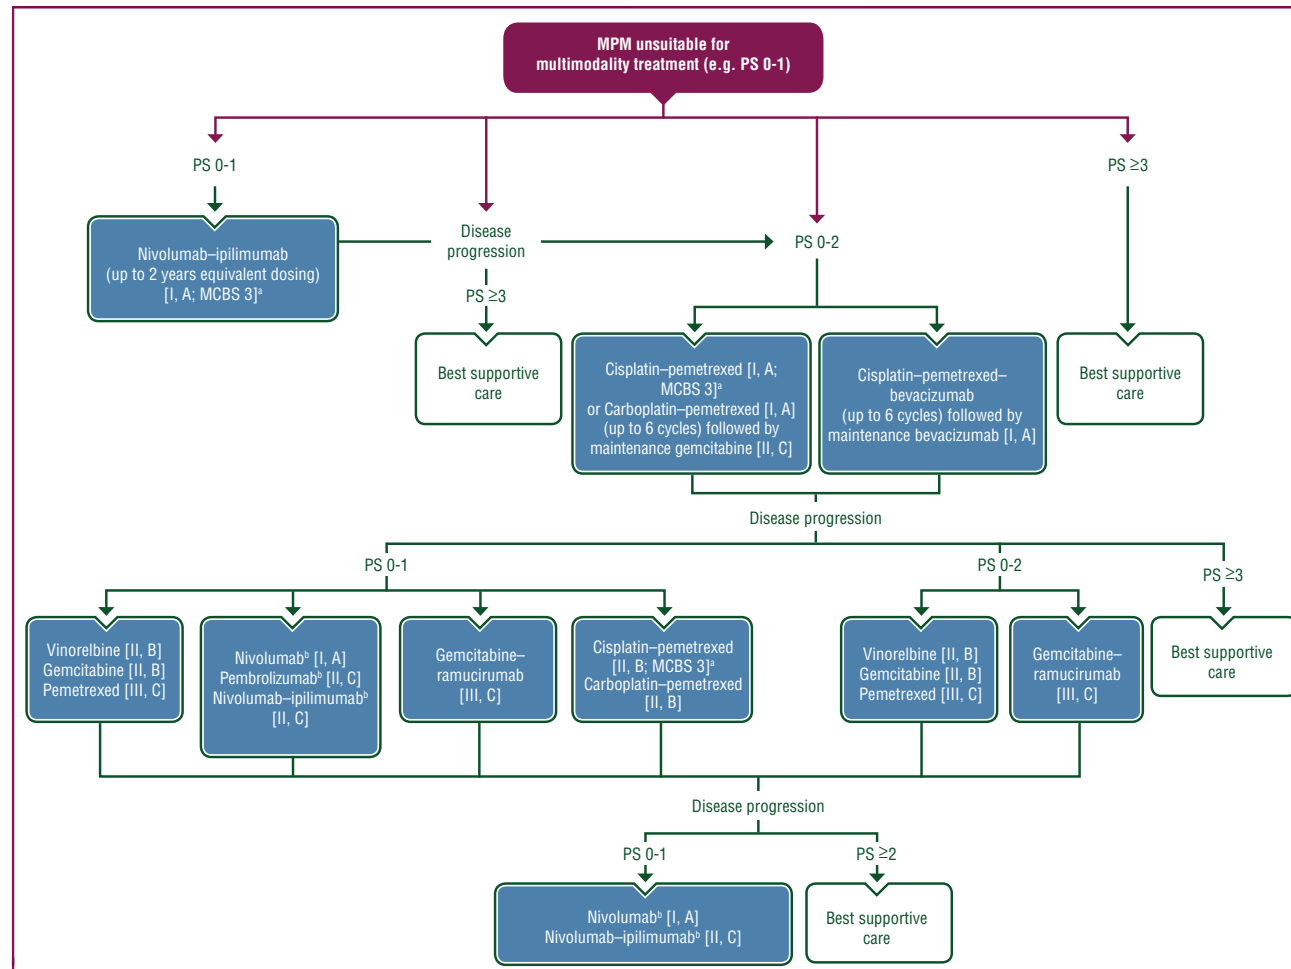 MPM unsuitable for
multimodality treatment (e.g. PS 0-1)
PS 0-1
PS ≥3
Nivolumab–ipilimumab
(up to 2 years equivalent dosing)
[I, A; MCBS 3]ᵃ
Disease
progression
PS 0-2
PS ≥3
Best supportive
care
Cisplatin–pemetrexed [I, A;
MCBS 3]ᵃ
or Carboplatin–pemetrexed [I, A]
(up to 6 cycles) followed by
maintenance gemcitabine [II, C]
Cisplatin–pemetrexed–
bevacizumab
(up to 6 cycles) followed by
maintenance bevacizumab [I, A]
Best supportive
care
Disease progression
PS 0-1
PS 0-2
PS ≥3
Vinorelbine [II, B]
Gemcitabine [II, B]
Pemetrexed [III, C]
Nivolumabᵇ [I, A]
Pembrolizumabᵇ [II, C]
Nivolumab–ipilimumabᵇ
[II, C]
Gemcitabine–
ramucirumab
[III, C]
Cisplatin–pemetrexed
[II, B; MCBS 3]ᵃ
Carboplatin–pemetrexed
[II, B]
Vinorelbine [II, B]
Gemcitabine [II, B]
Pemetrexed [III, C]
Gemcitabine–
ramucirumab
[III, C]
Best supportive
care
Disease progression
PS 0-1
PS ≥2
Nivolumabᵇ [I, A]
Nivolumab–ipilimumabᵇ [II, C]
Best supportive
care